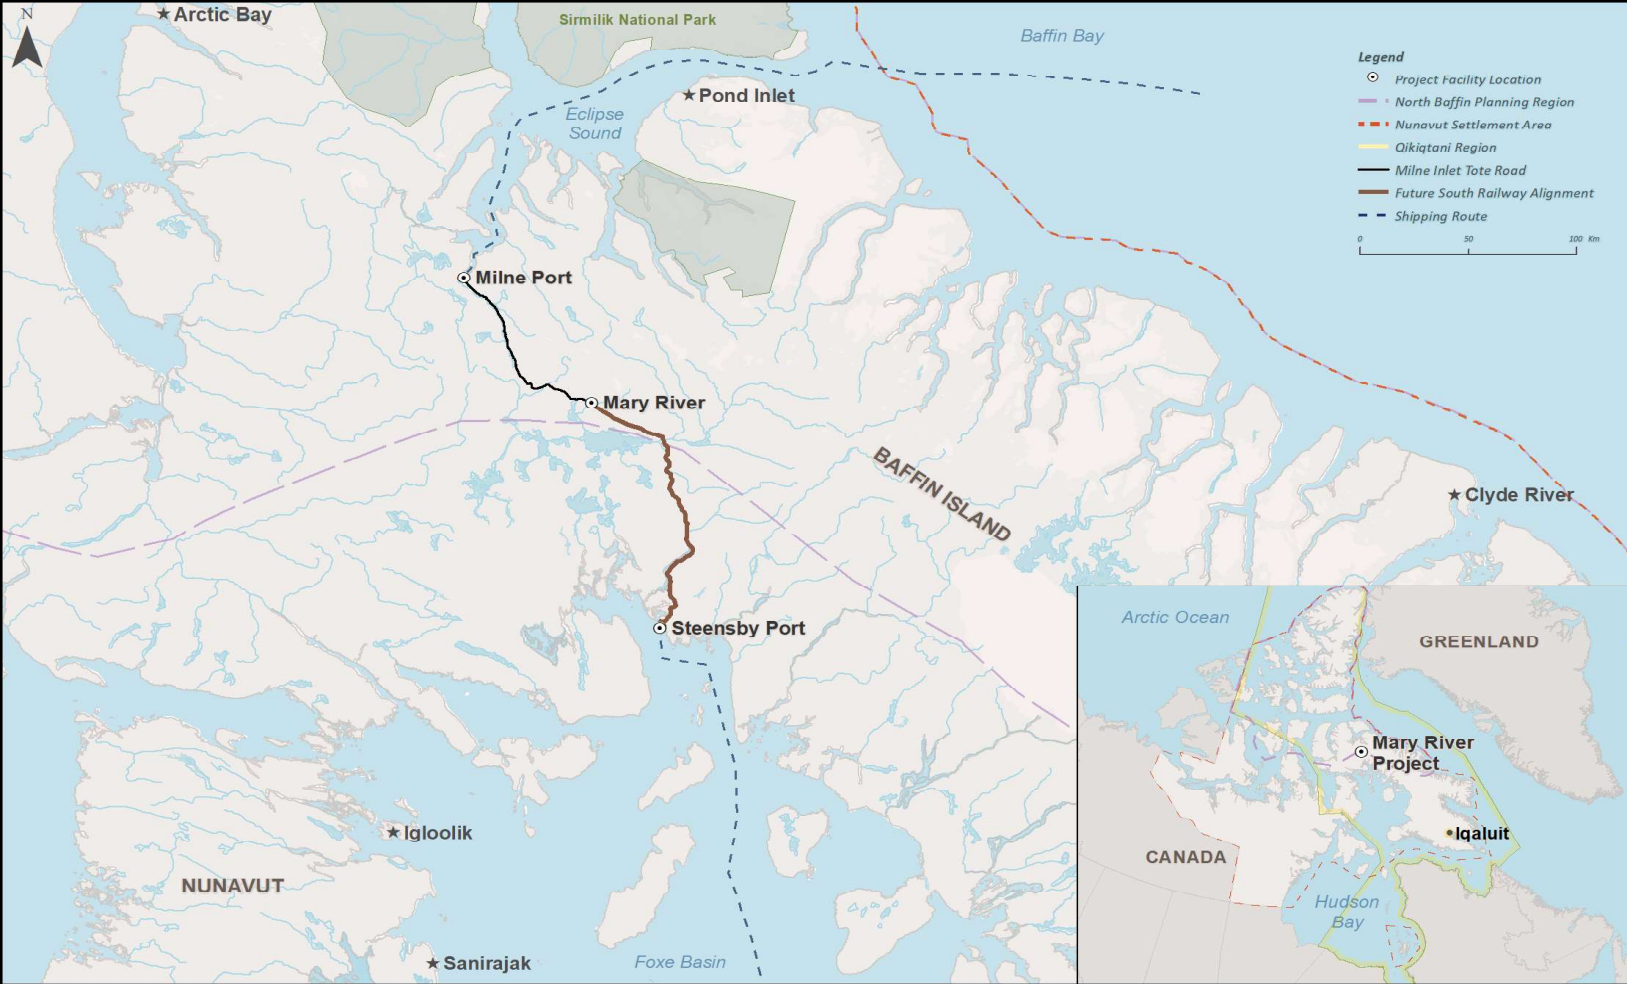 N
Arctic Bay
Sirmilik National Park
Baffin Bay
Pond Inlet
Eclipse
Sound
Legend
Project Facility Location
North Baffin Planning Region
Nunavut Settlement Area
Qikiqtani Region
Milne Inlet Tote Road
Future South Railway Alignment
Shipping Route
0 50 100 Km
Milne Port
Mary River
BAFFIN ISLAND
Clyde River
Steensby Port
Igloolik
NUNAVUT
Sanirajak
Foxe Basin
Arctic Ocean
GREENLAND
Mary River
Project
Iqaluit
CANADA
Hudson
Bay